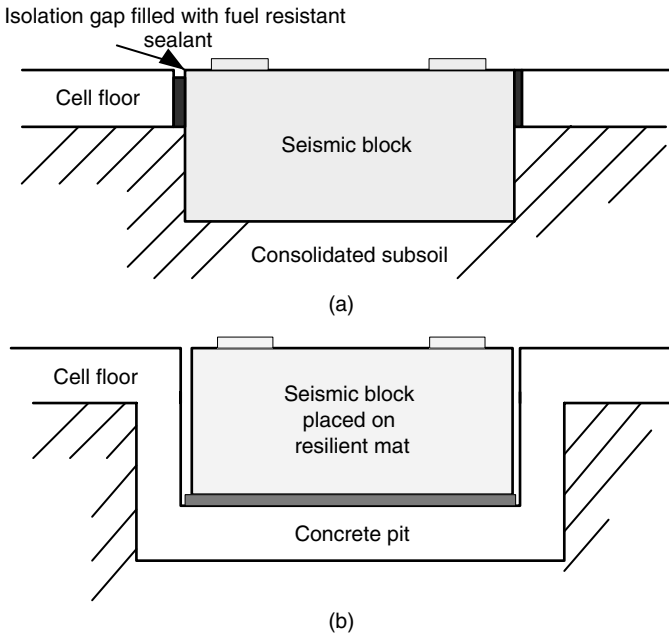 Isolation gap filled with fuel resistant
sealant
Cell floor
Seismic block
Consolidated subsoil
(a)
Cell floor
Seismic block
placed on
resilient mat
Concrete pit
(b)